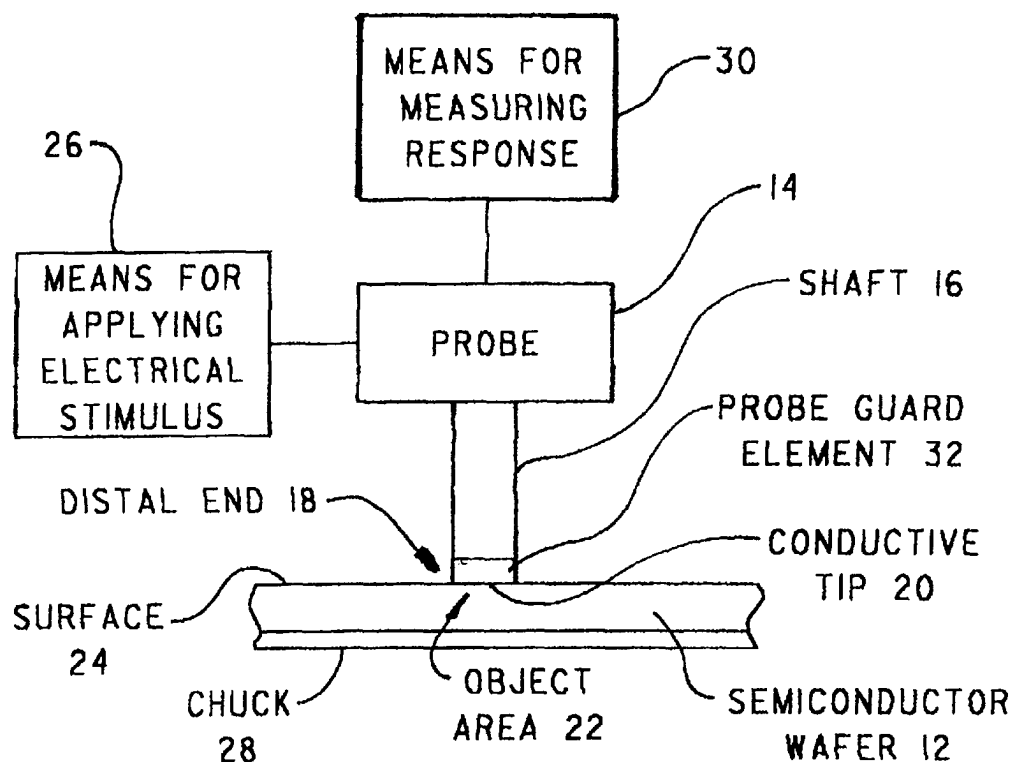 MEANS FOR
MEASURING
RESPONSE
30
26
14
MEANS FOR
APPLYING
ELECTRICAL
STIMULUS
PROBE
SHAFT 16
PROBE GUARD
ELEMENT 32
DISTAL END 18
CONDUCTIVE
TIP 20
SURFACE
24
CHUCK
28
OBJECT
AREA 22
SEMICONDUCTOR
WAFER 12